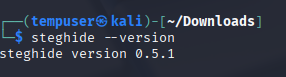 ┌──(tempuser㉿kali)-[~/Downloads]
└─$ steghide --version
steghide version 0.5.1